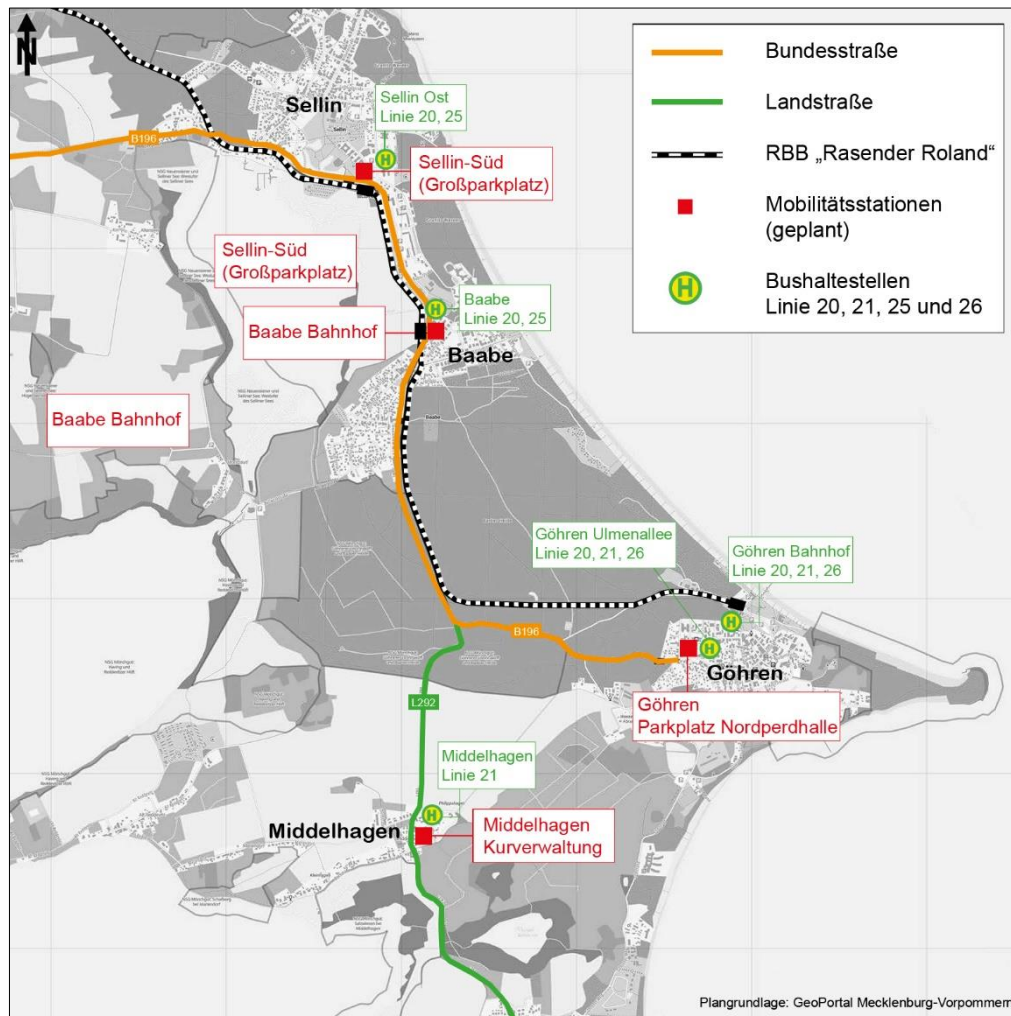 N
Bundesstraße
Landstraße
RBB „Rasender Roland“
Mobilitätsstationen
(geplant)
H
Bushaltestellen
Linie 20, 21, 25 und 26
Sellin
Sellin Ost
Linie 20, 25
B196
H
Sellin
Sellin-Süd
(Großparkplatz)
Sellin-Süd
(Großparkplatz)
Baabe
Linie 20, 25
H
Baabe Bahnhof
Baabe
Baabe Bahnhof
Baabe
Göhren Ulmenallee
Linie 20, 21, 26
Göhren Bahnhof
Linie 20, 21, 26
H
B196
H
Göhren
Göhren
Parkplatz Nordperdhalle
L292
Middelhagen
Linie 21
H
Middelhagen
Middelhagen
Kurverwaltung
Plangrundlage: GeoPortal Mecklenburg-Vorpommern